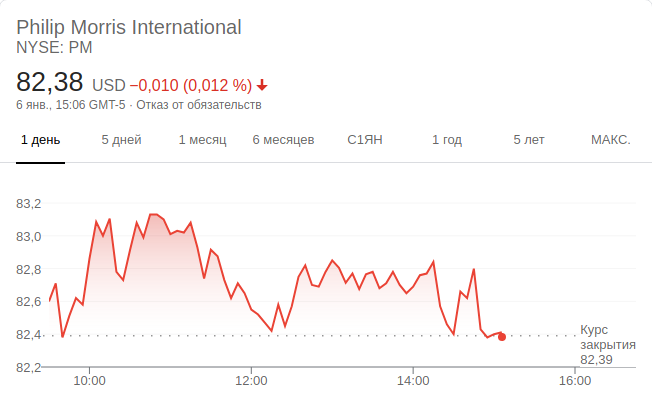 Philip Morris International
NYSE: PM
82,38 USD −0,010 (0,012 %)
6 янв., 15:06 GMT-5 · Отказ от обязательств
1 день 5 дней 1 месяц 6 месяцев С1ЯН 1 год 5 лет МАКС.
83,2
83,0
82,8
82,6
82,4
Курс
закрытия
82,39
82,2
10:00 12:00 14:00 16:00